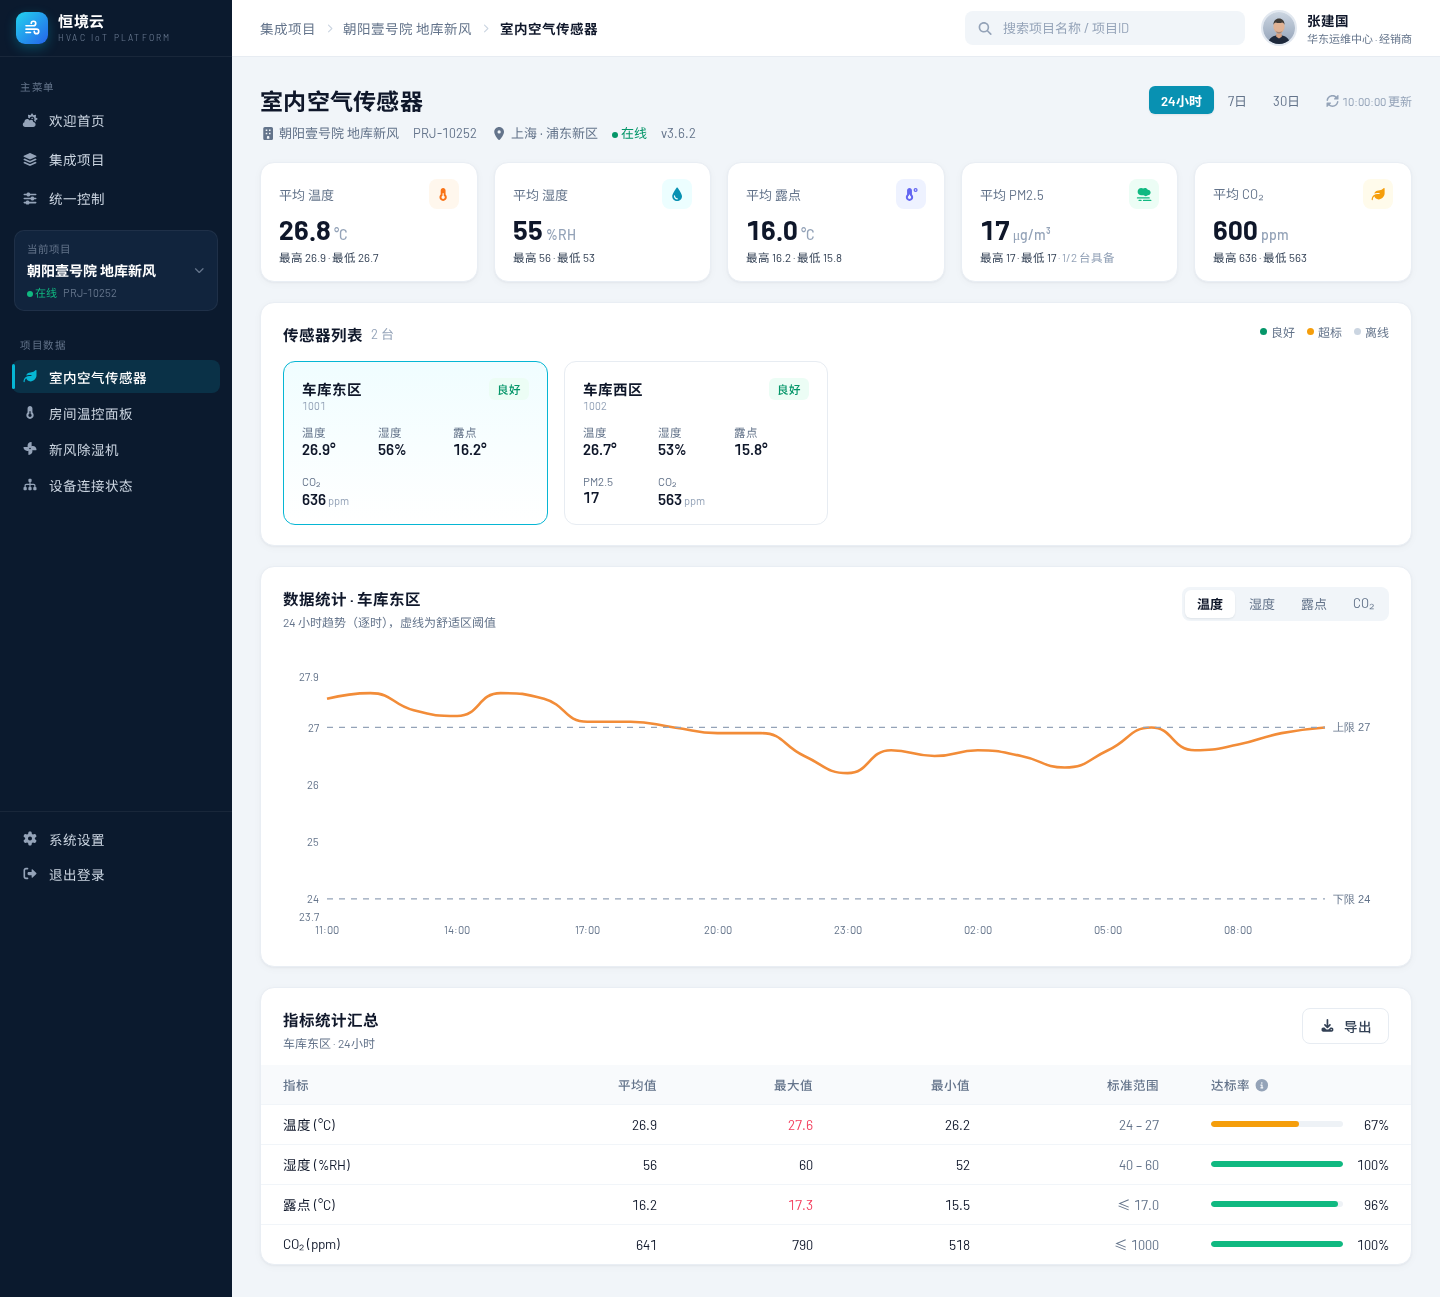 恒境云
HVAC IoT PLATFORM
主菜单
欢迎首页
集成项目
统一控制
当前项目
朝阳壹号院 地库新风
在线 PRJ-10252
项目数据
室内空气传感器
房间温控面板
新风除湿机
设备连接状态
系统设置
退出登录
集成项目 朝阳壹号院 地库新风 室内空气传感器
搜索项目名称 / 项目ID
张建国
华东运维中心 · 经销商
室内空气传感器
24小时 7日 30日 10:00:00 更新
朝阳壹号院 地库新风 PRJ-10252 上海 · 浦东新区 在线 v3.6.2
平均 温度
26.8 °C
最高 26.9 · 最低 26.7
平均 湿度
55 %RH
最高 56 · 最低 53
平均 露点
16.0 °C
最高 16.2 · 最低 15.8
平均 PM2.5
17 μg/m³
最高 17 · 最低 17 · 1/2 台具备
平均 CO₂
600 ppm
最高 636 · 最低 563
传感器列表 2 台
良好 超标 离线
车库东区 良好
1001
温度 湿度 露点
26.9° 56% 16.2°
CO₂
636 ppm
车库西区 良好
1002
温度 湿度 露点
26.7° 53% 15.8°
PM2.5 CO₂
17 563 ppm
数据统计 · 车库东区
24 小时趋势（逐时），虚线为舒适区阈值
温度 湿度 露点 CO₂
27.9
27 上限 27
26
25
24 下限 24
23.7
11:00 14:00 17:00 20:00 23:00 02:00 05:00 08:00
指标统计汇总
车库东区 · 24小时
导出
指标 平均值 最大值 最小值 标准范围 达标率
温度 (°C) 26.9 27.6 26.2 24 – 27 67%
湿度 (%RH) 56 60 52 40 – 60 100%
露点 (°C) 16.2 17.3 15.5 ≤ 17.0 96%
CO₂ (ppm) 641 790 518 ≤ 1000 100%